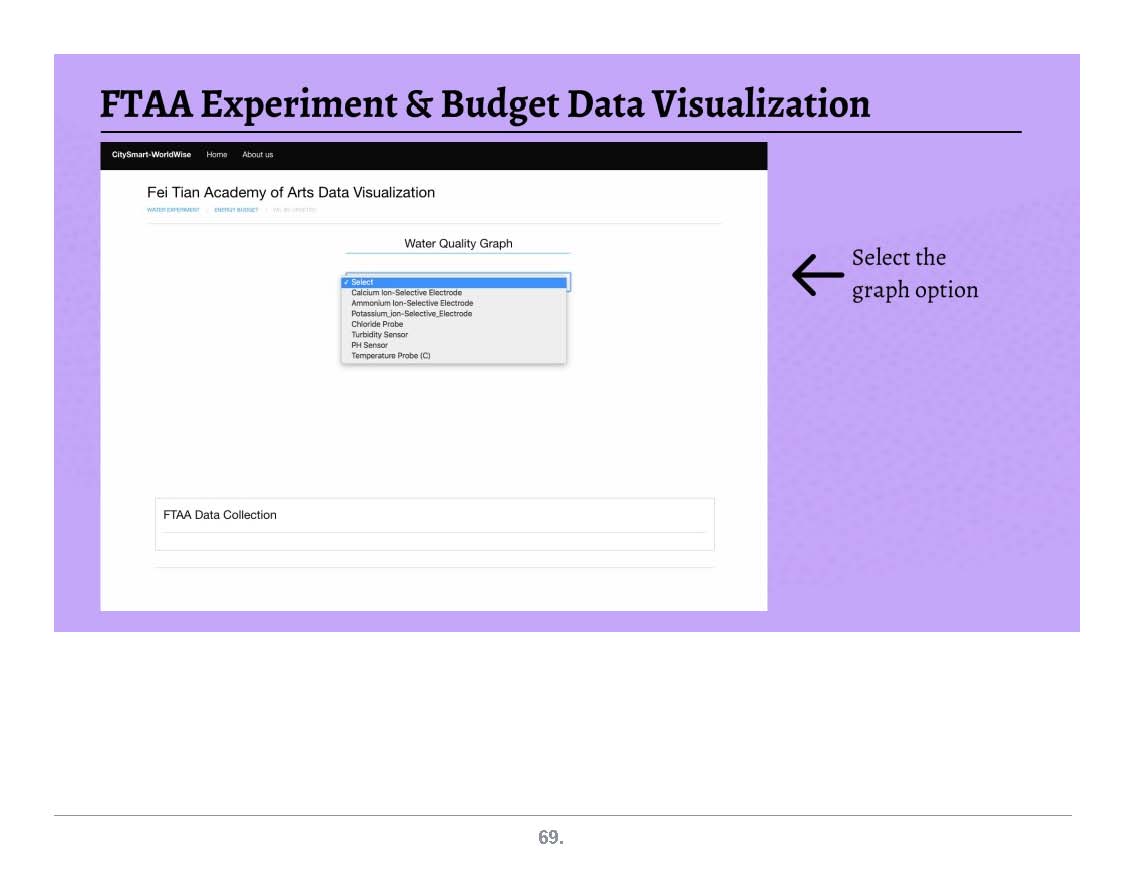 FTAA Experiment & Budget Data Visualization
CitySmart-WorldWise Home About us
Fei Tian Academy of Arts Data Visualization
WATER EXPERIMENT | ENERGY BUDGET |
Water Quality Graph
✓ Select
Calcium Ion-Selective Electrode
Ammonium Ion-Selective Electrode
Potassium_ion-Selective_Electrode
Chloride Probe
Turbidity Sensor
PH Sensor
Temperature Probe (C)
Select the
graph option
FTAA Data Collection
69.